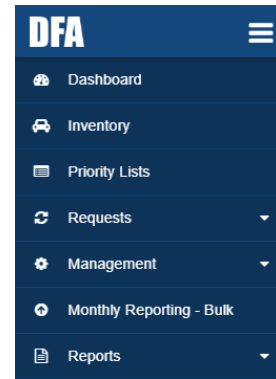 DFA
Dashboard
Inventory
Priority Lists
Requests
Management
Monthly Reporting - Bulk
Reports